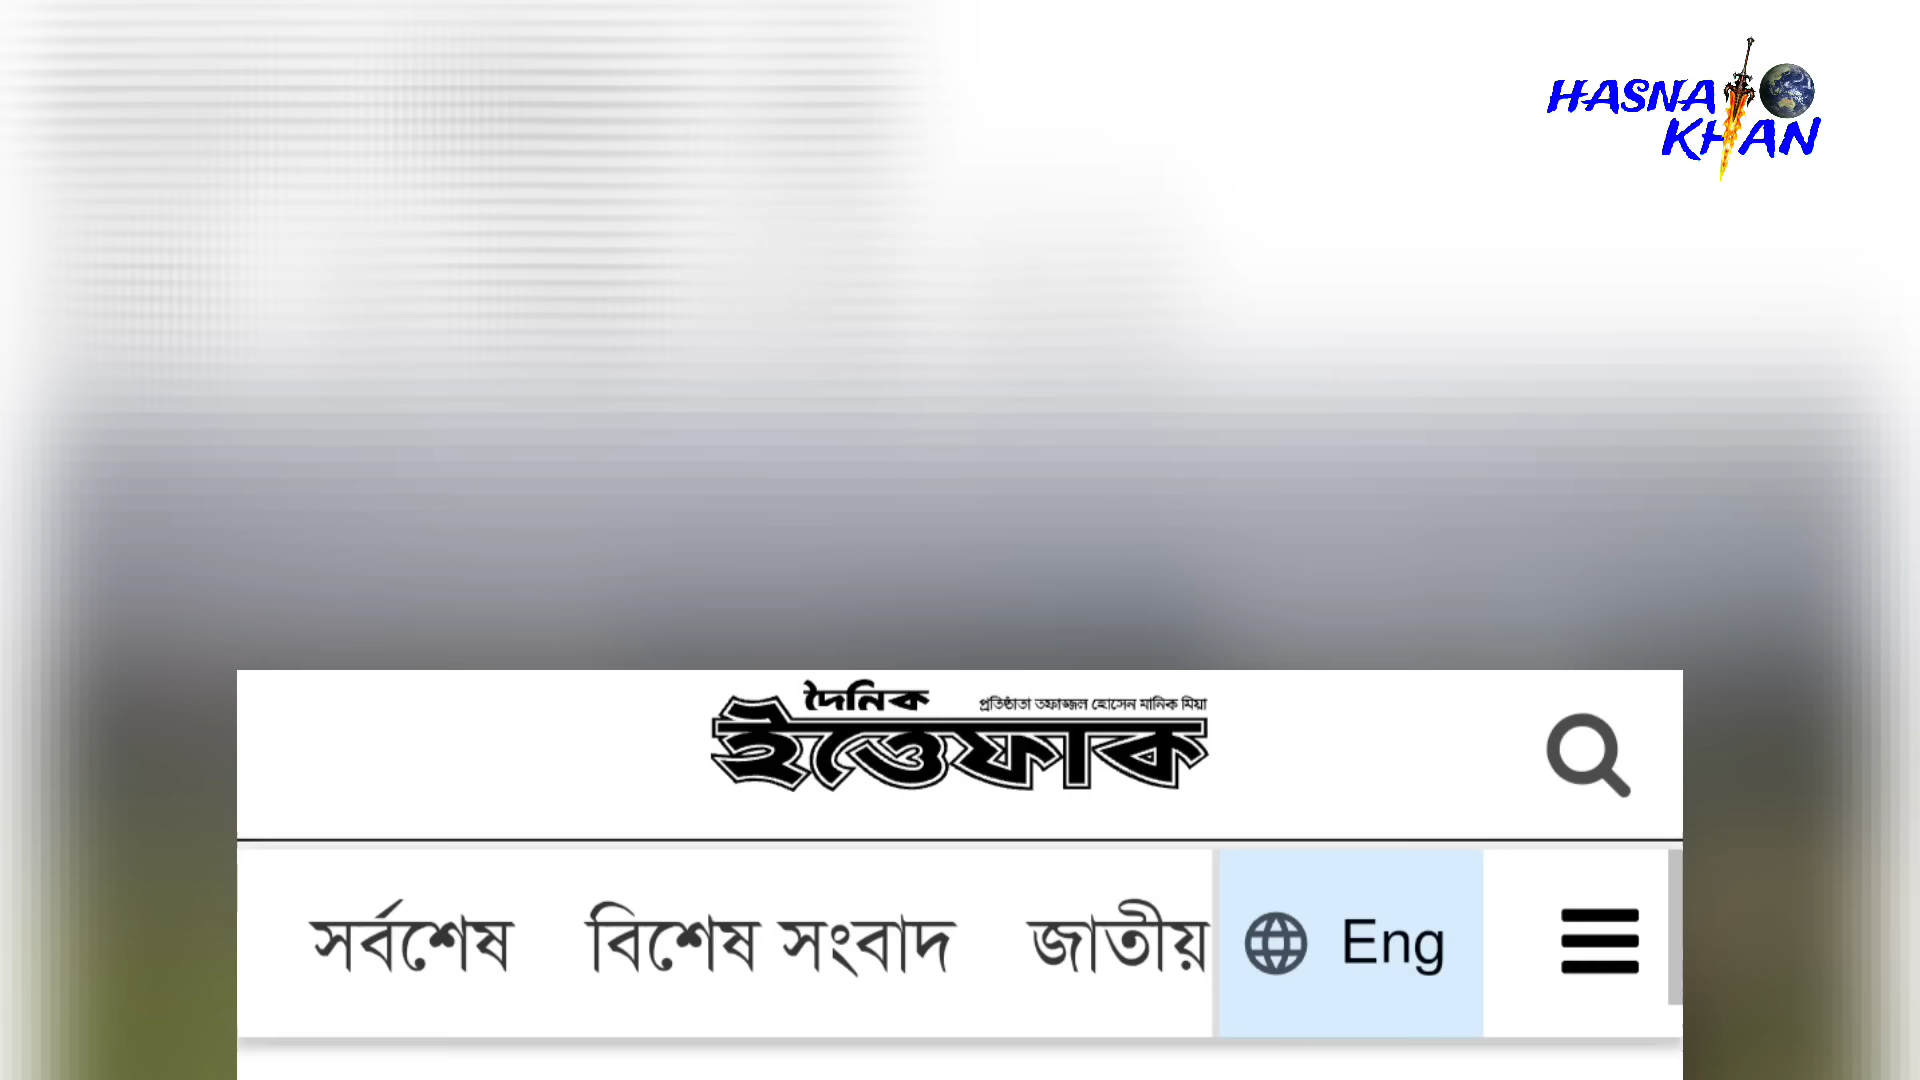 HASNA
KHAN
দৈনিক
প্রতিষ্ঠাতা তফাজ্জল হোসেন মানিক মিয়া
ইত্তেফাক
সর্বশেষ বিশেষ সংবাদ জাতীয় Eng